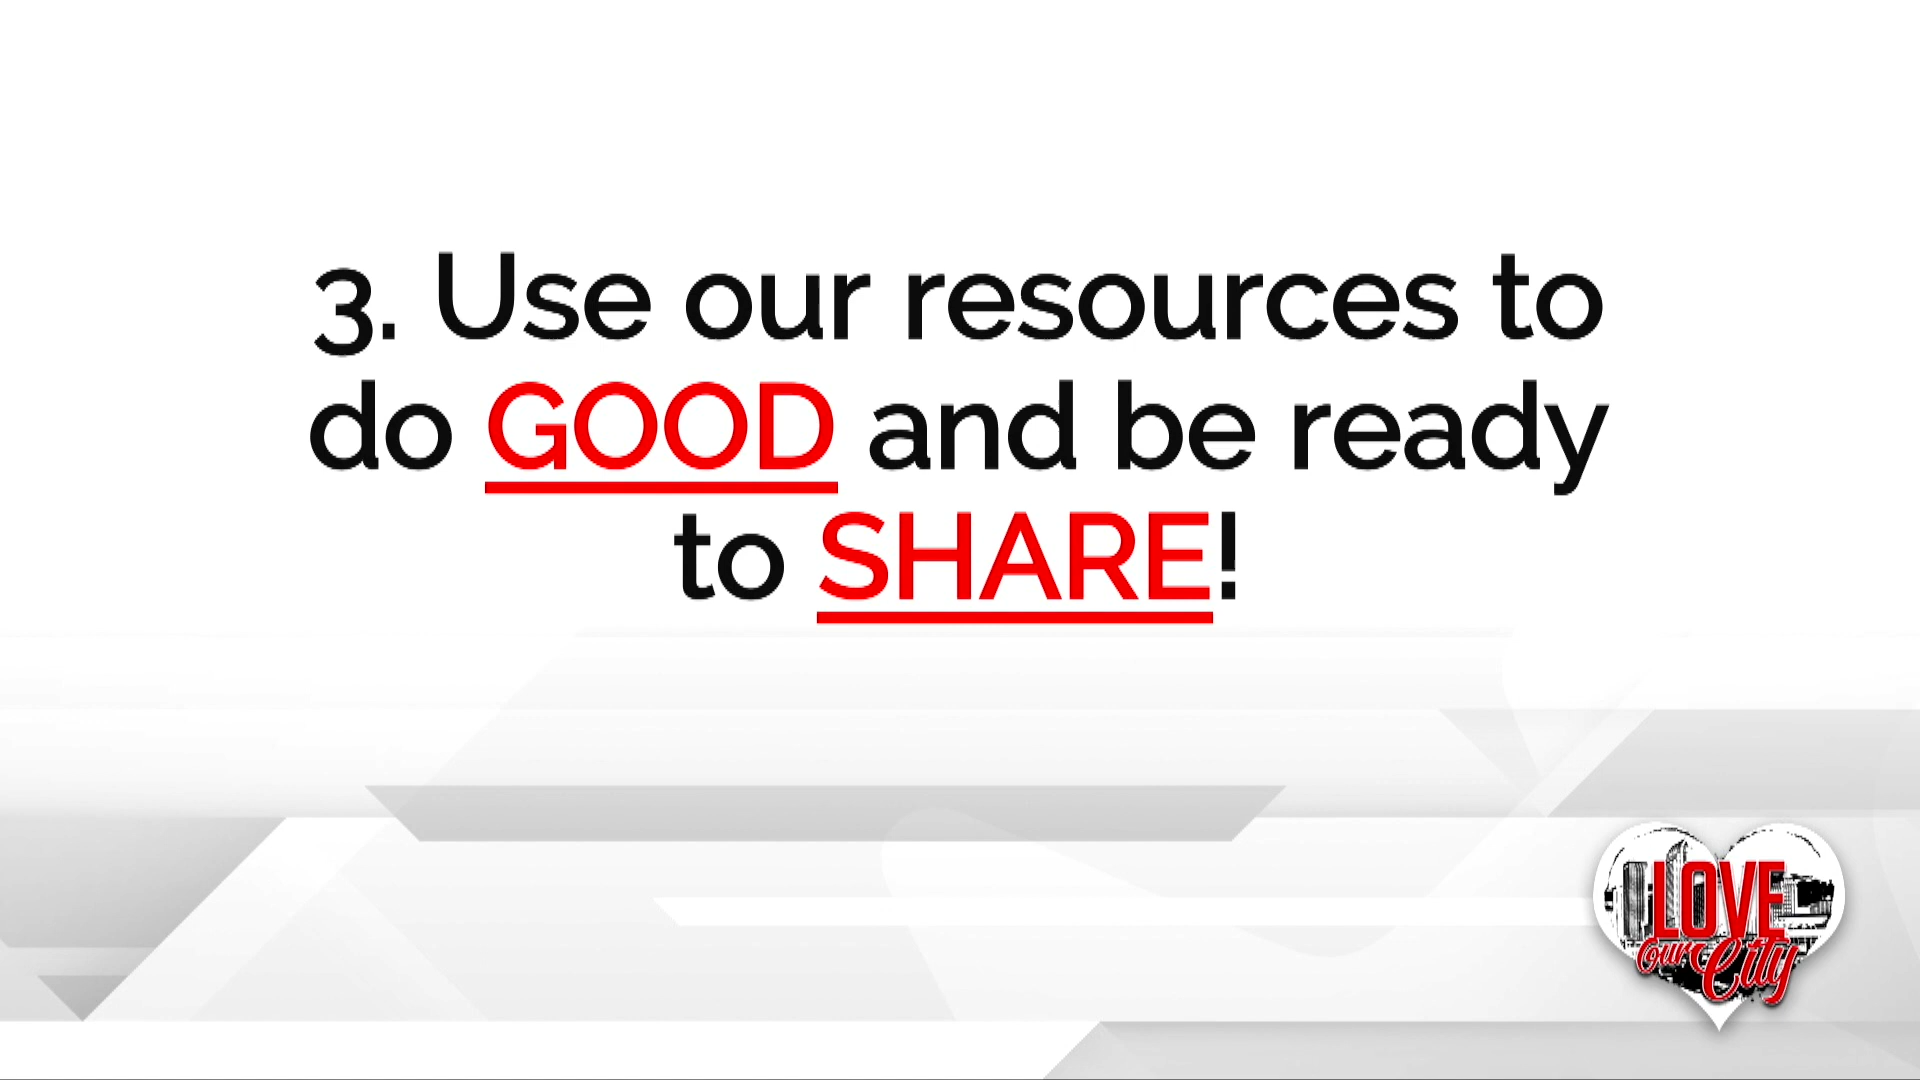 3. Use our resources to
do GOOD and be ready
to SHARE!
LOVE
Our City